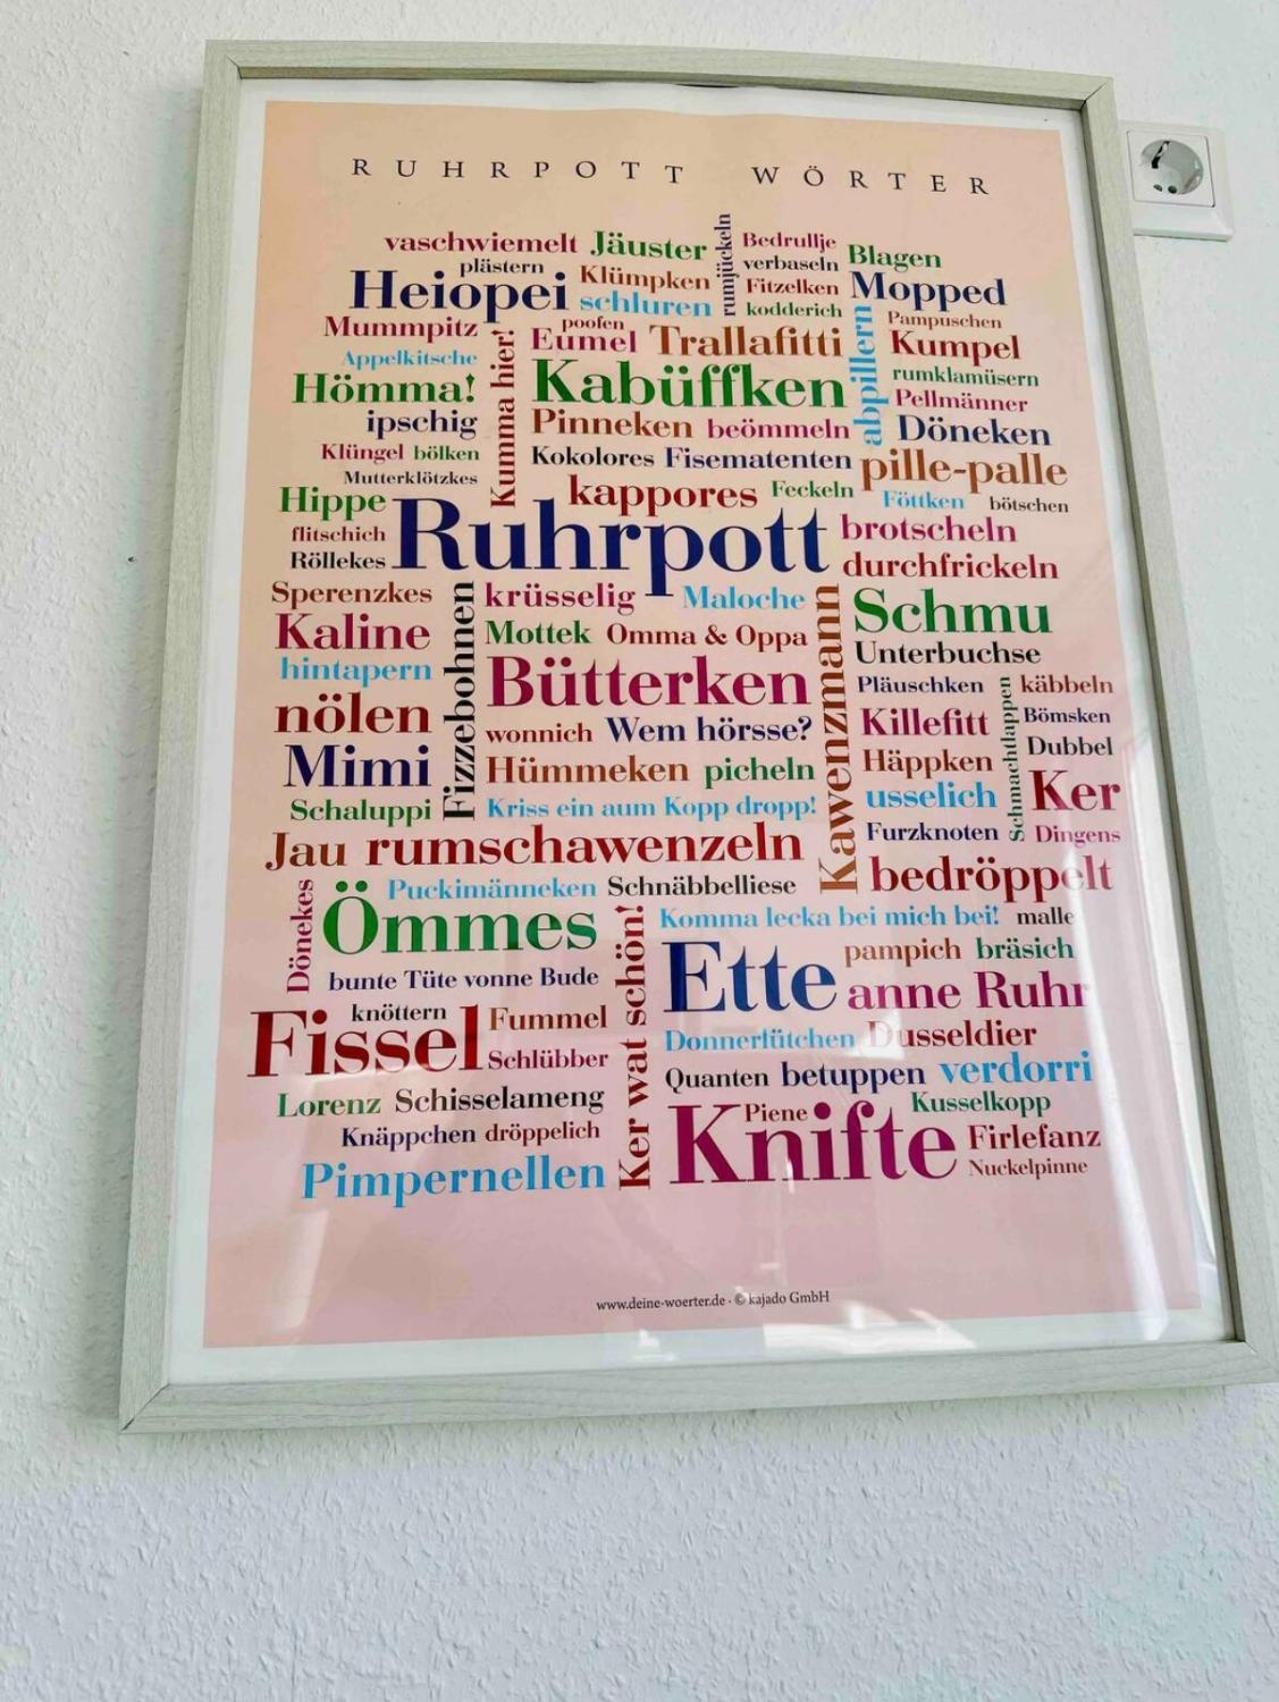 RUHRPOTT WÖRTER
vaschwiemelt Jäuster rumjückeln Bedrullje Blagen
plästern Klümpken verbaseln
Heiopei schluren Fitzelken Mopped
kodderich
Mummpitz poofen Pampuschen
Eumel Trallafitti abpillern Kumpel
Appelkitsche Kumma hier!
Hömma! Kabüffken rumklamüsern
Pellmänner
ipschig Pinneken beömmeln Döneken
Klüngel bölken Kokolores Fisematenten pille-palle
Mutterklötzkes
Hippe kappores Feckeln Föttken bötschen
flitschich Ruhrpott brotscheln
Röllekes durchfrickeln
Sperenzkes Fizzebohnen krüsselig Maloche Kawenzmann Schmu
Kaline Mottek Omma & Oppa
hintapern Bütterken Unterbuchse
Pläuschken Schmachtlappen käbbeln
nölen wonnich Wem hörsse? Killefitt Bömsken
Dubbel
Mimi Hümmeken picheln Häppken
Schaluppi Kriss ein aum Kopp dropp! usselich Ker
Furzknoten Dingens
Jau rumschawenzeln
bedröppelt
Dönekes Puckimänneken Schnäbbelliese
Ömmes Ker wat schön! Komma lecka bei mich bei! malle
bunte Tüte vonne Bude Ette pampich bräsich
anne Ruhr
knöttern
Fissel Fummel Donnerlütchen Dusseldier
Schlübber
Quanten betuppen verdorri
Lorenz Schisselameng Piene Kusselkopp
Knäppchen dröppelich Knifte Firlefanz
Pimpernellen Nuckelpinne
www.deine-woerter.de · © kajado GmbH